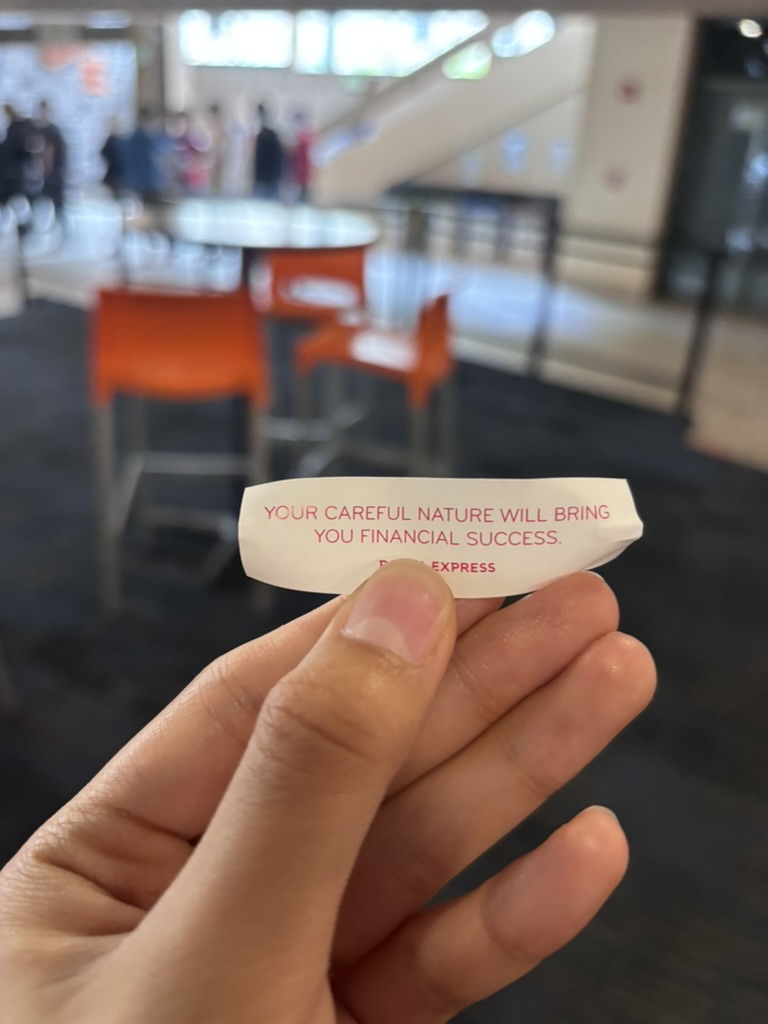 YOUR CAREFUL NATURE WILL BRING
YOU FINANCIAL SUCCESS.
EXPRESS